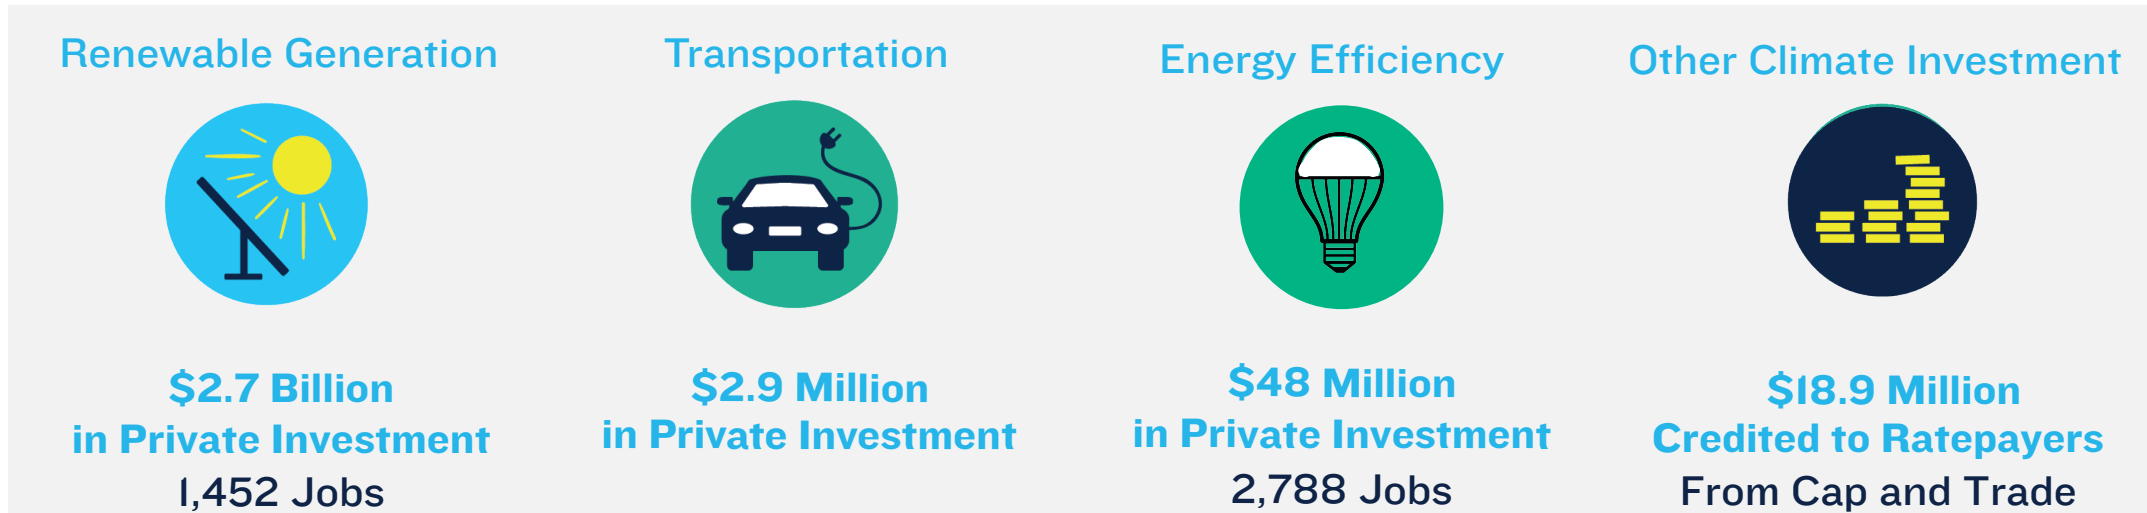 Renewable Generation
Transportation
Energy Efficiency
Other Climate Investment
$2.7 Billion
in Private Investment
1,452 Jobs
$2.9 Million
in Private Investment
$48 Million
in Private Investment
2,788 Jobs
$18.9 Million
Credited to Ratepayers
From Cap and Trade